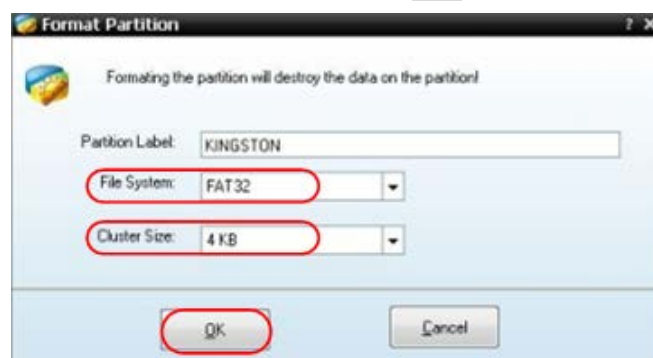 Format Partition ? X
Formating the partition will destroy the data on the partition!
Partition Label: KINGSTON
File System: FAT32
Cluster Size: 4 KB
OK Cancel